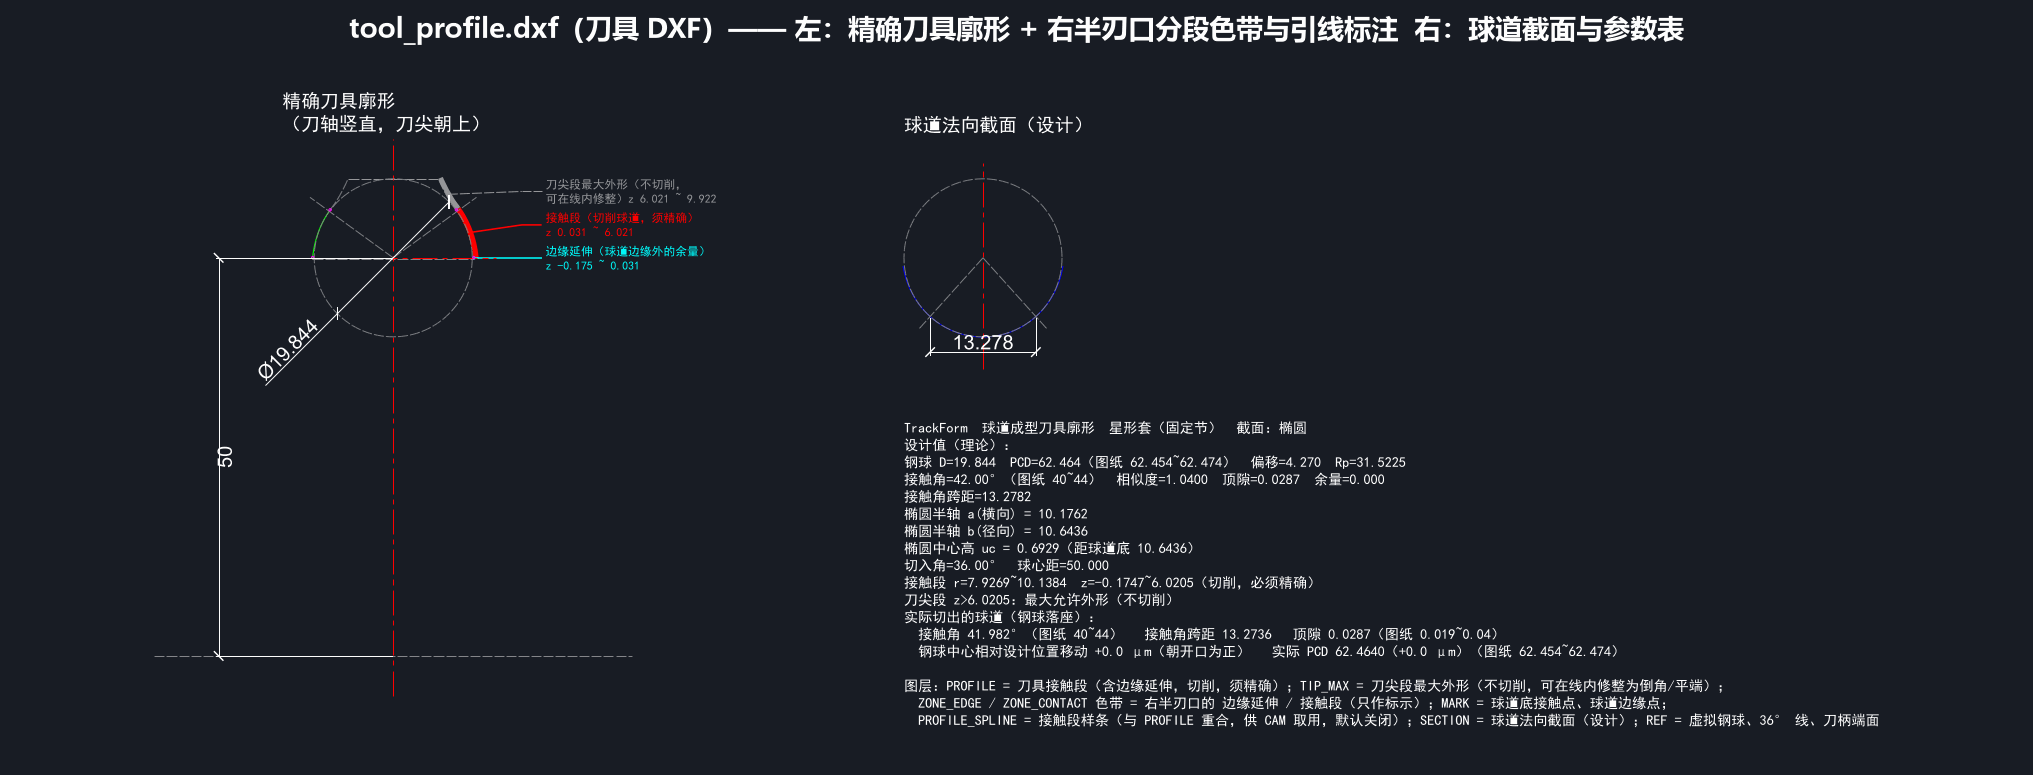 tool_profile.dxf（刀具 DXF）—— 左：精确刀具廓形 + 右半刃口分段色带与引线标注  右：球道截面与参数表
精确刀具廓形
（刀轴竖直，刀尖朝上）
刀尖段最大外形（不切削，
可在线内修整）z 6.021 ~ 9.922
接触段（切削球道，须精确）
z 0.031 ~ 6.021
边缘延伸（球道边缘外的余量）
z -0.175 ~ 0.031
Ø19.844
50
球道法向截面（设计）
13.278
TrackForm  球道成型刀具廓形  星形套（固定节）  截面：椭圆
设计值（理论）：
钢球 D=19.844  PCD=62.464（图纸 62.454~62.474）  偏移=4.270  Rp=31.5225
接触角=42.00°（图纸 40~44）  相似度=1.0400  顶隙=0.0287  余量=0.000
接触角跨距=13.2782
椭圆半轴 a(横向) = 10.1762
椭圆半轴 b(径向) = 10.6436
椭圆中心高 uc = 0.6929（距球道底 10.6436）
切入角=36.00°  球心距=50.000
接触段 r=7.9269~10.1384  z=-0.1747~6.0205（切削，必须精确）
刀尖段 z>6.0205：最大允许外形（不切削）
实际切出的球道（钢球落座）：
接触角 41.982°（图纸 40~44）  接触角跨距 13.2736  顶隙 0.0287（图纸 0.019~0.04）
钢球中心相对设计位置移动 +0.0 μm（朝开口为正）  实际 PCD 62.4640（+0.0 μm）（图纸 62.454~62.474）
图层：PROFILE = 刀具接触段（含边缘延伸，切削，须精确）；TIP_MAX = 刀尖段最大外形（不切削，可在线内修整为倒角/平端）；
ZONE_EDGE / ZONE_CONTACT 色带 = 右半刃口的 边缘延伸 / 接触段（只作标示）；MARK = 球道底接触点、球道边缘点；
PROFILE_SPLINE = 接触段样条（与 PROFILE 重合，供 CAM 取用，默认关闭）；SECTION = 球道法向截面（设计）；REF = 虚拟钢球、36° 线、刀柄端面